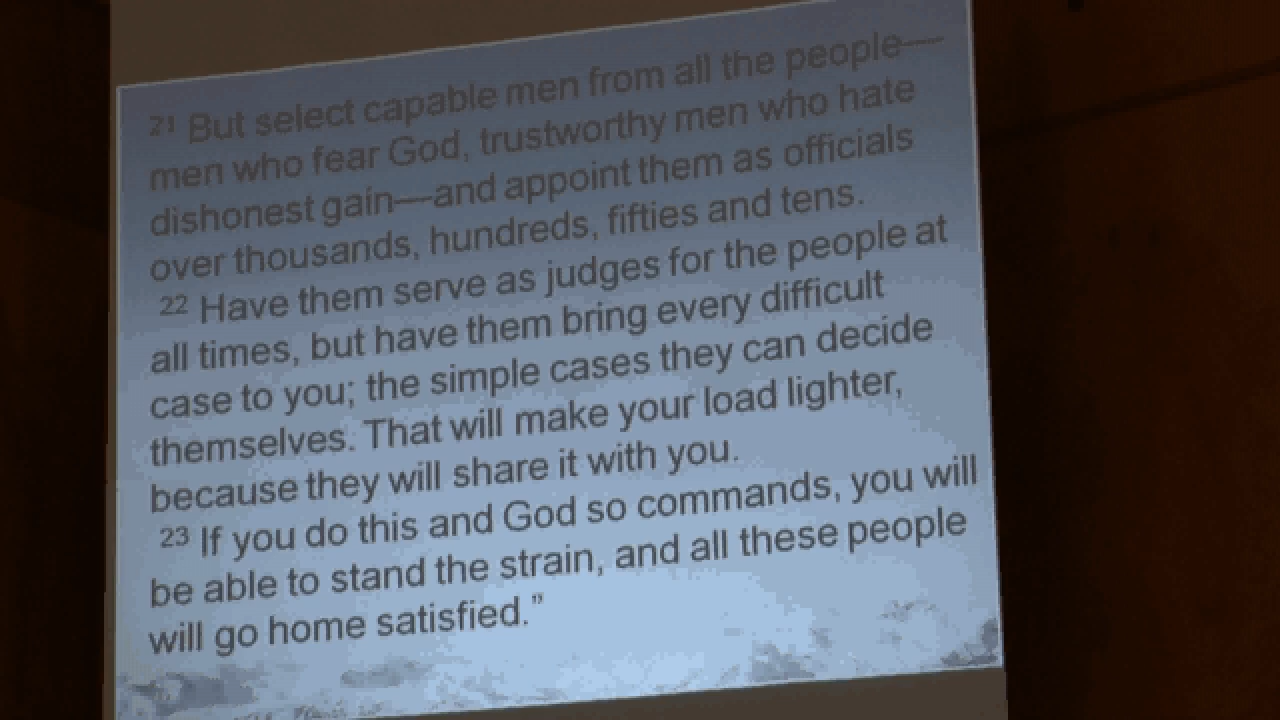 21 But select capable men from all the people—
men who fear God, trustworthy men who hate
dishonest gain—and appoint them as officials
over thousands, hundreds, fifties and tens.
22 Have them serve as judges for the people at
all times, but have them bring every difficult
case to you; the simple cases they can decide
themselves. That will make your load lighter,
because they will share it with you.
23 If you do this and God so commands, you will
be able to stand the strain, and all these people
will go home satisfied.”